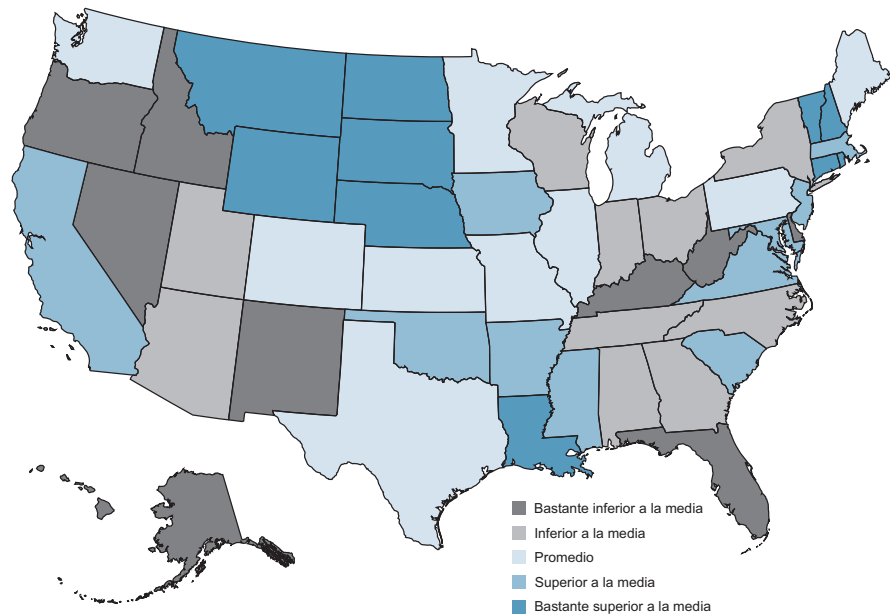 Bastante inferior a la media
Inferior a la media
Promedio
Superior a la media
Bastante superior a la media